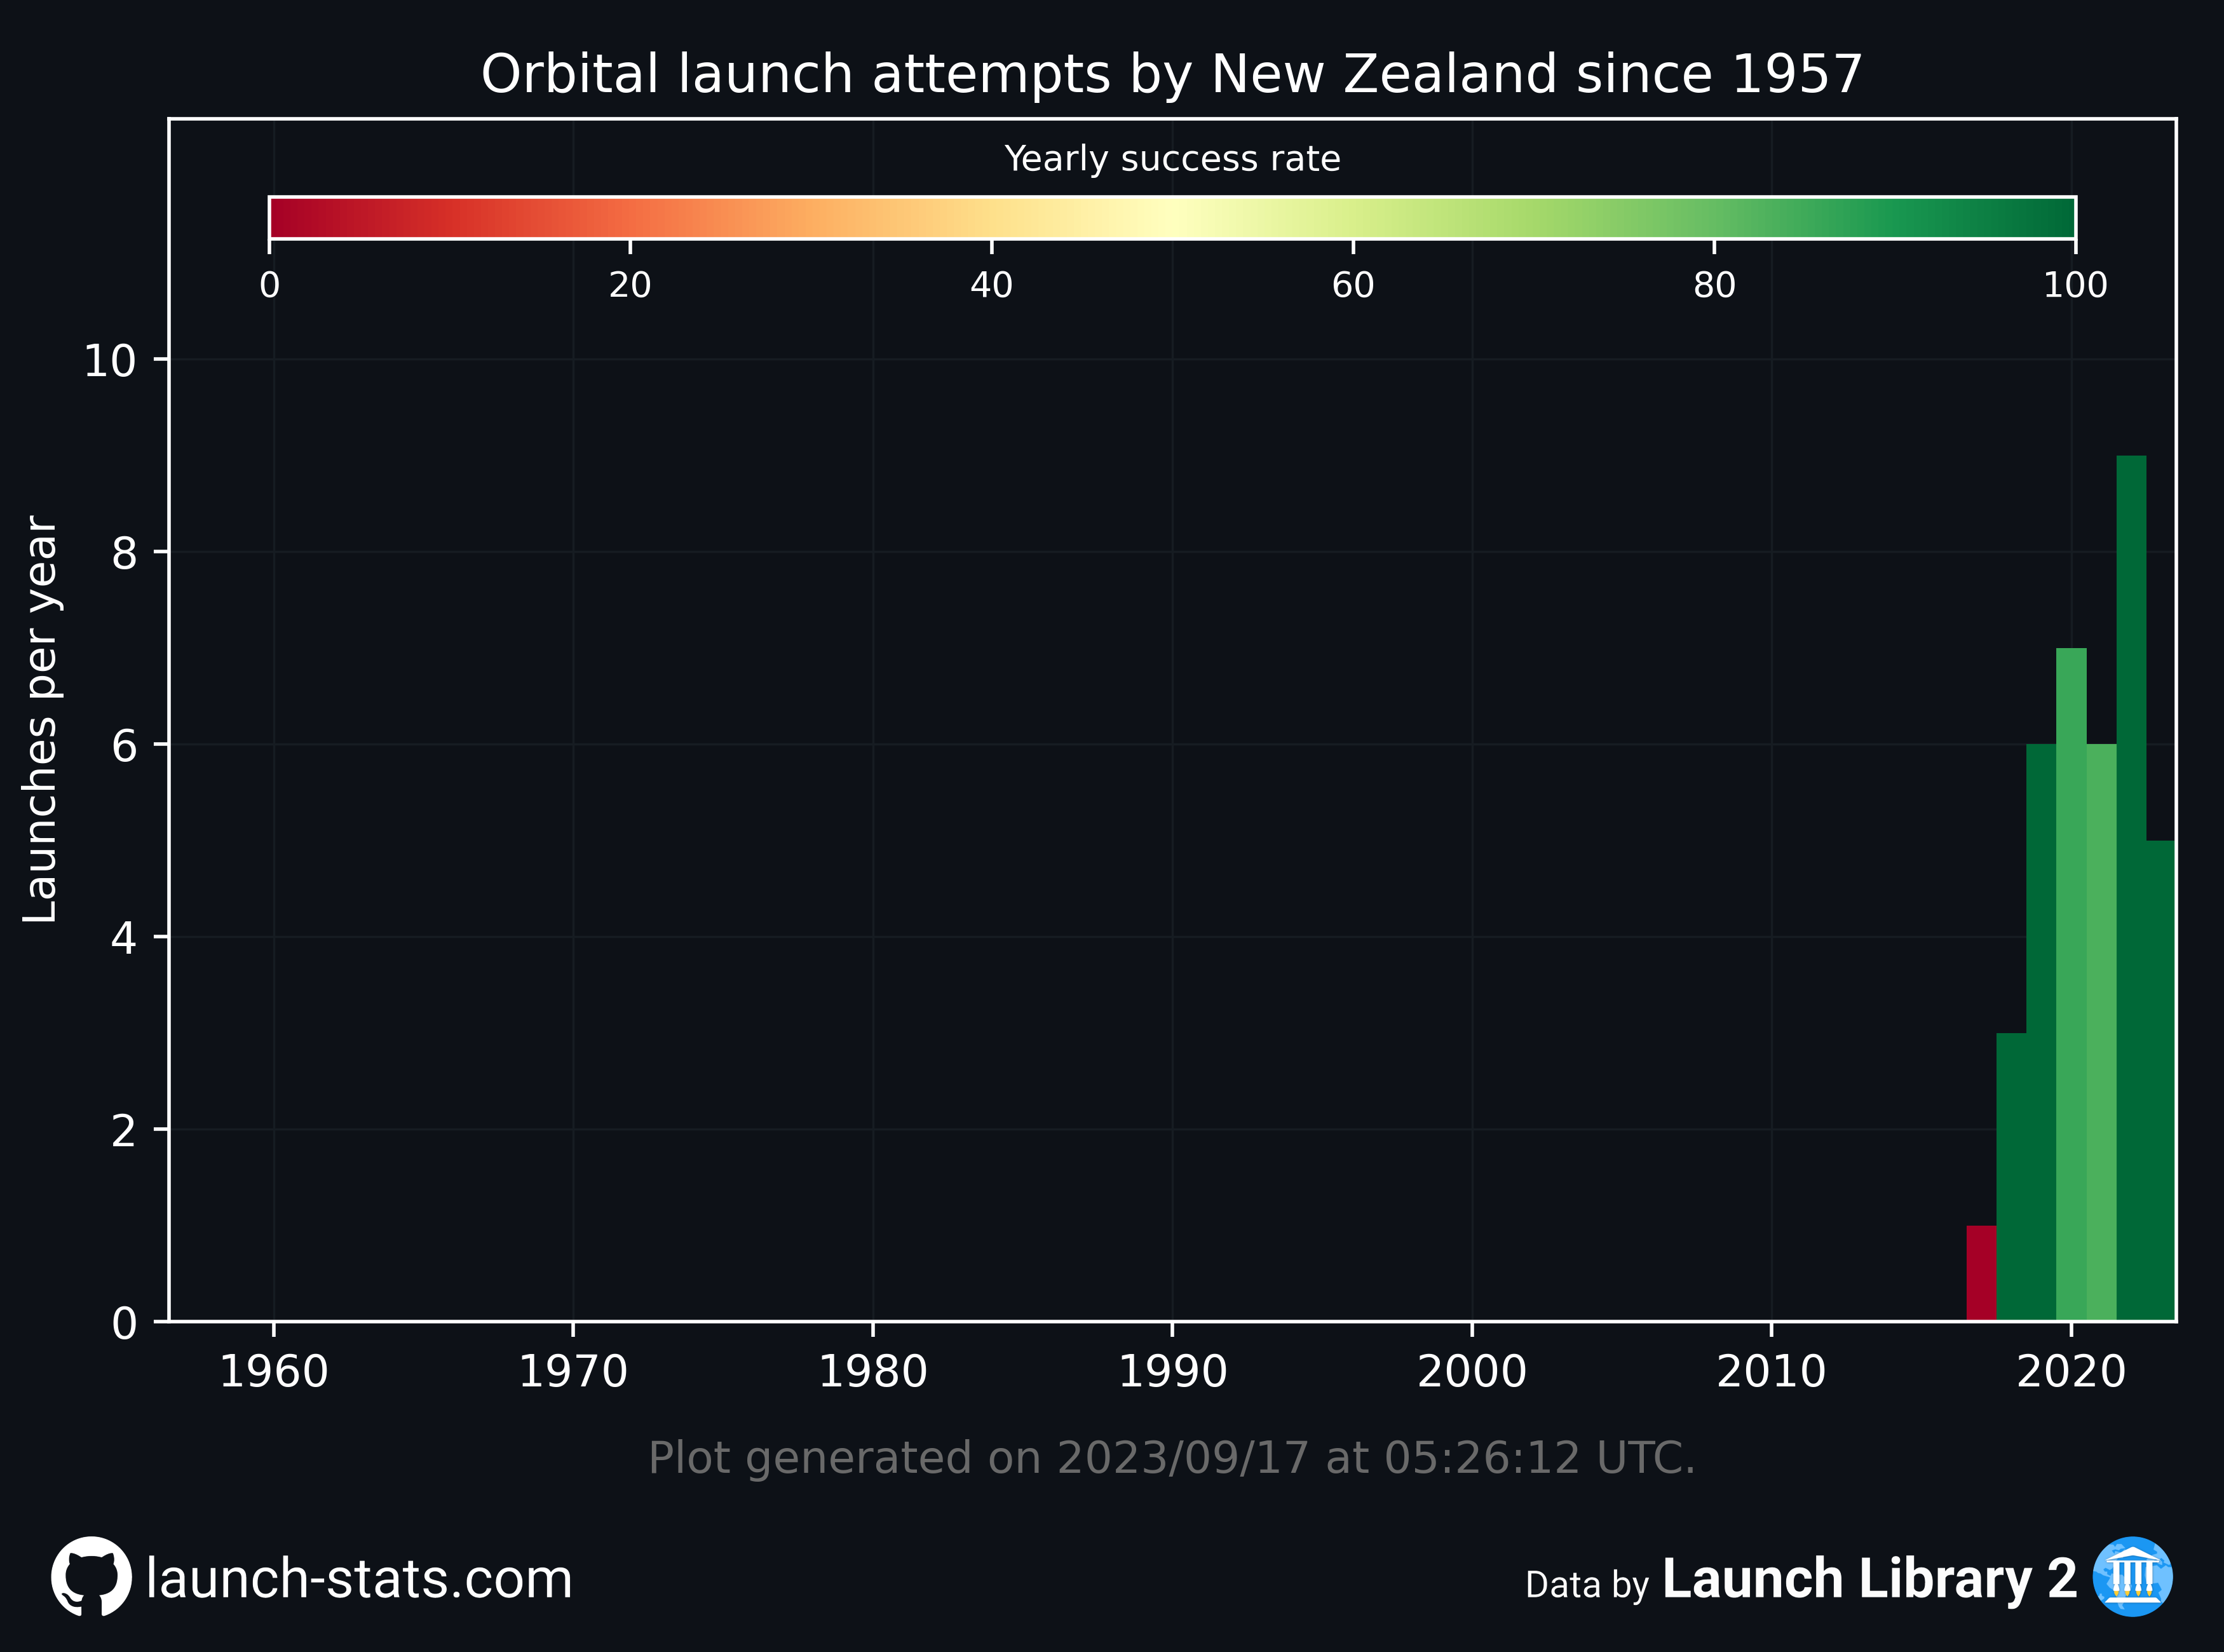 Orbital launch attempts by New Zealand since 1957
Yearly success rate
0 20 40 60 80 100
Launches per year
10
8
6
4
2
0
1960 1970 1980 1990 2000 2010 2020
Plot generated on 2023/09/17 at 05:26:12 UTC.
launch-stats.com
Data by Launch Library 2